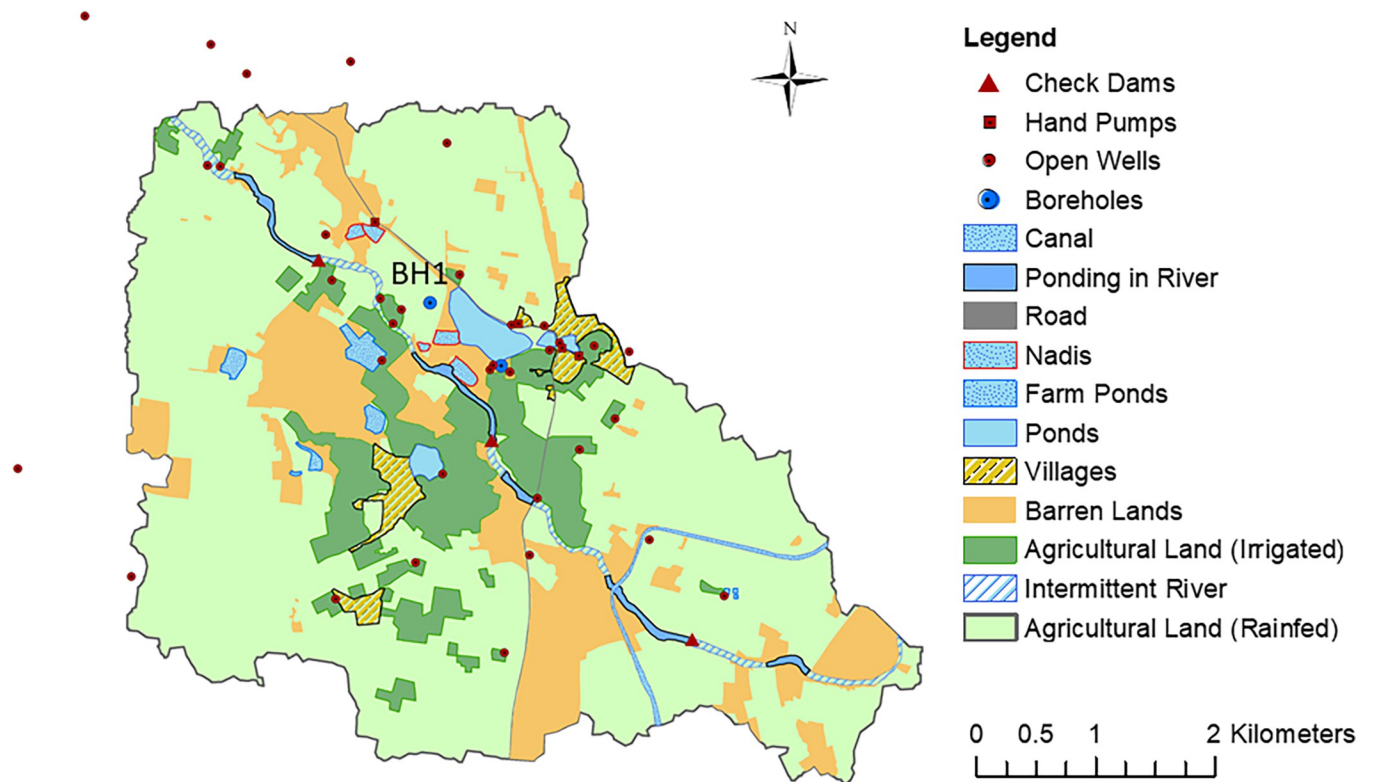 N
BH1
Legend
Check Dams
Hand Pumps
Open Wells
Boreholes
Canal
Ponding in River
Road
Nadis
Farm Ponds
Ponds
Villages
Barren Lands
Agricultural Land (Irrigated)
Intermittent River
Agricultural Land (Rainfed)
0 0.5 1 2 Kilometers